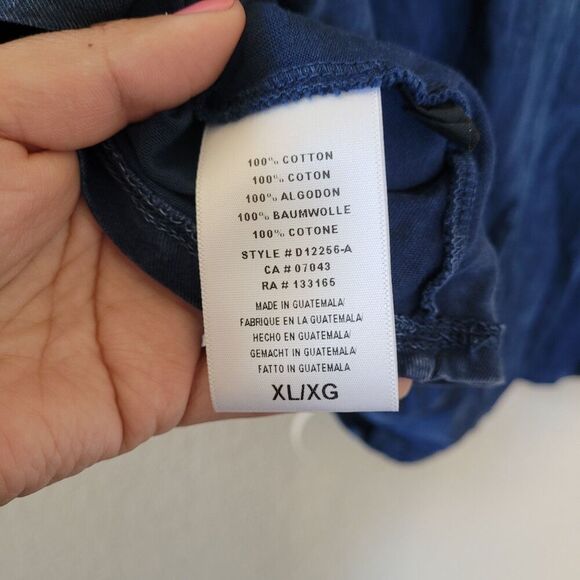 100% COTTON
100% COTON
100% ALGODON
100% BAUMWOLLE
100% COTONE
STYLE # D12256-A
CA # 07043
RA # 133165
MADE IN GUATEMALA/
FABRIQUE EN LA GUATEMALA/
HECHO EN GUATEMALA/
GEMACHT IN GUATEMALA/
FATTO IN GUATEMALA/
XL/XG